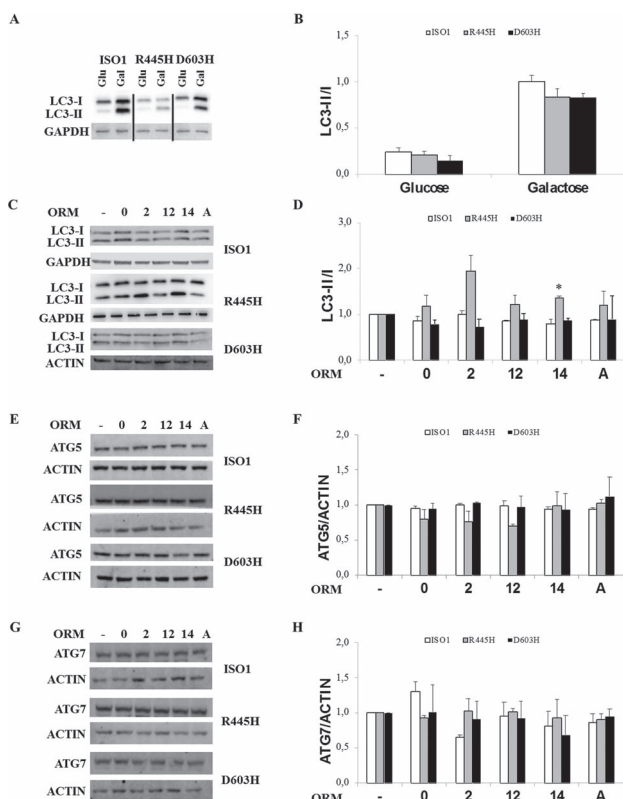 A
ISO1 R445H D603H
Glu Gal Glu Gal Glu Gal
LC3-I
LC3-II
GAPDH
B
ISO1 R445H D603H
LC3-II/I
1,0
0,5
0,0
Glucose Galactose
C
ORM - 0 2 12 14 A
LC3-I
LC3-II
ISO1
GAPDH
LC3-I
LC3-II
R445H
GAPDH
LC3-I
LC3-II
D603H
ACTIN
D
ISO1 R445H D603H
LC3-II/I
3,0
2,0
1,0
0,0
*
- 0 2 12 14 A
ORM
E
ORM - 0 2 12 14 A
ATG5
ISO1
ACTIN
ATG5
R445H
ACTIN
ATG5
D603H
ACTIN
F
ISO1 R445H D603H
ATG5/ACTIN
2,0
1,5
1,0
0,5
0,0
ORM - 0 2 12 14 A
G
ORM - 0 2 12 14 A
ATG7
ISO1
ACTIN
ATG7
R445H
ACTIN
ATG7
D603H
ACTIN
H
ISO1 R445H D603H
ATG7/ACTIN
2,0
1,5
1,0
0,5
0,0
ORM - 0 2 12 14 A